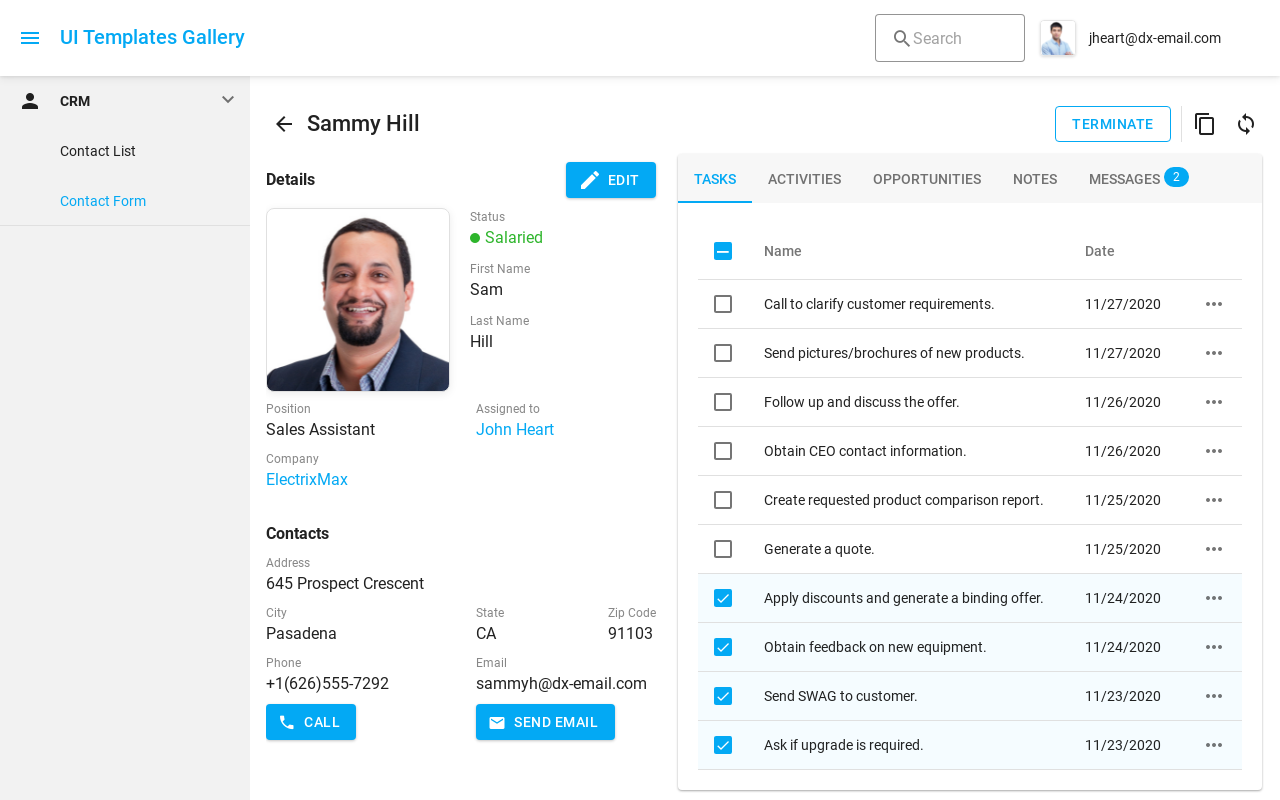 UI Templates Gallery
Search
jheart@dx-email.com
CRM
Contact List
Contact Form
Sammy Hill
TERMINATE
Details
EDIT
Status
Salaried
First Name
Sam
Last Name
Hill
Position
Assigned to
Sales Assistant
John Heart
Company
ElectrixMax
Contacts
Address
645 Prospect Crescent
City
State
Zip Code
Pasadena
CA
91103
Phone
Email
+1(626)555-7292
sammyh@dx-email.com
CALL
SEND EMAIL
TASKS
ACTIVITIES
OPPORTUNITIES
NOTES
MESSAGES 2
Name
Date
Call to clarify customer requirements. 11/27/2020
Send pictures/brochures of new products. 11/27/2020
Follow up and discuss the offer. 11/26/2020
Obtain CEO contact information. 11/26/2020
Create requested product comparison report. 11/25/2020
Generate a quote. 11/25/2020
Apply discounts and generate a binding offer. 11/24/2020
Obtain feedback on new equipment. 11/24/2020
Send SWAG to customer. 11/23/2020
Ask if upgrade is required. 11/23/2020